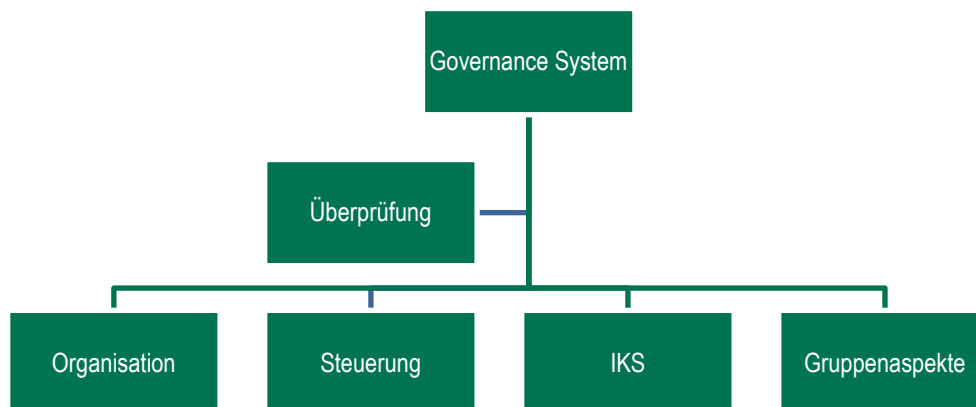 Governance System
Überprüfung
Organisation
Steuerung
IKS
Gruppenaspekte